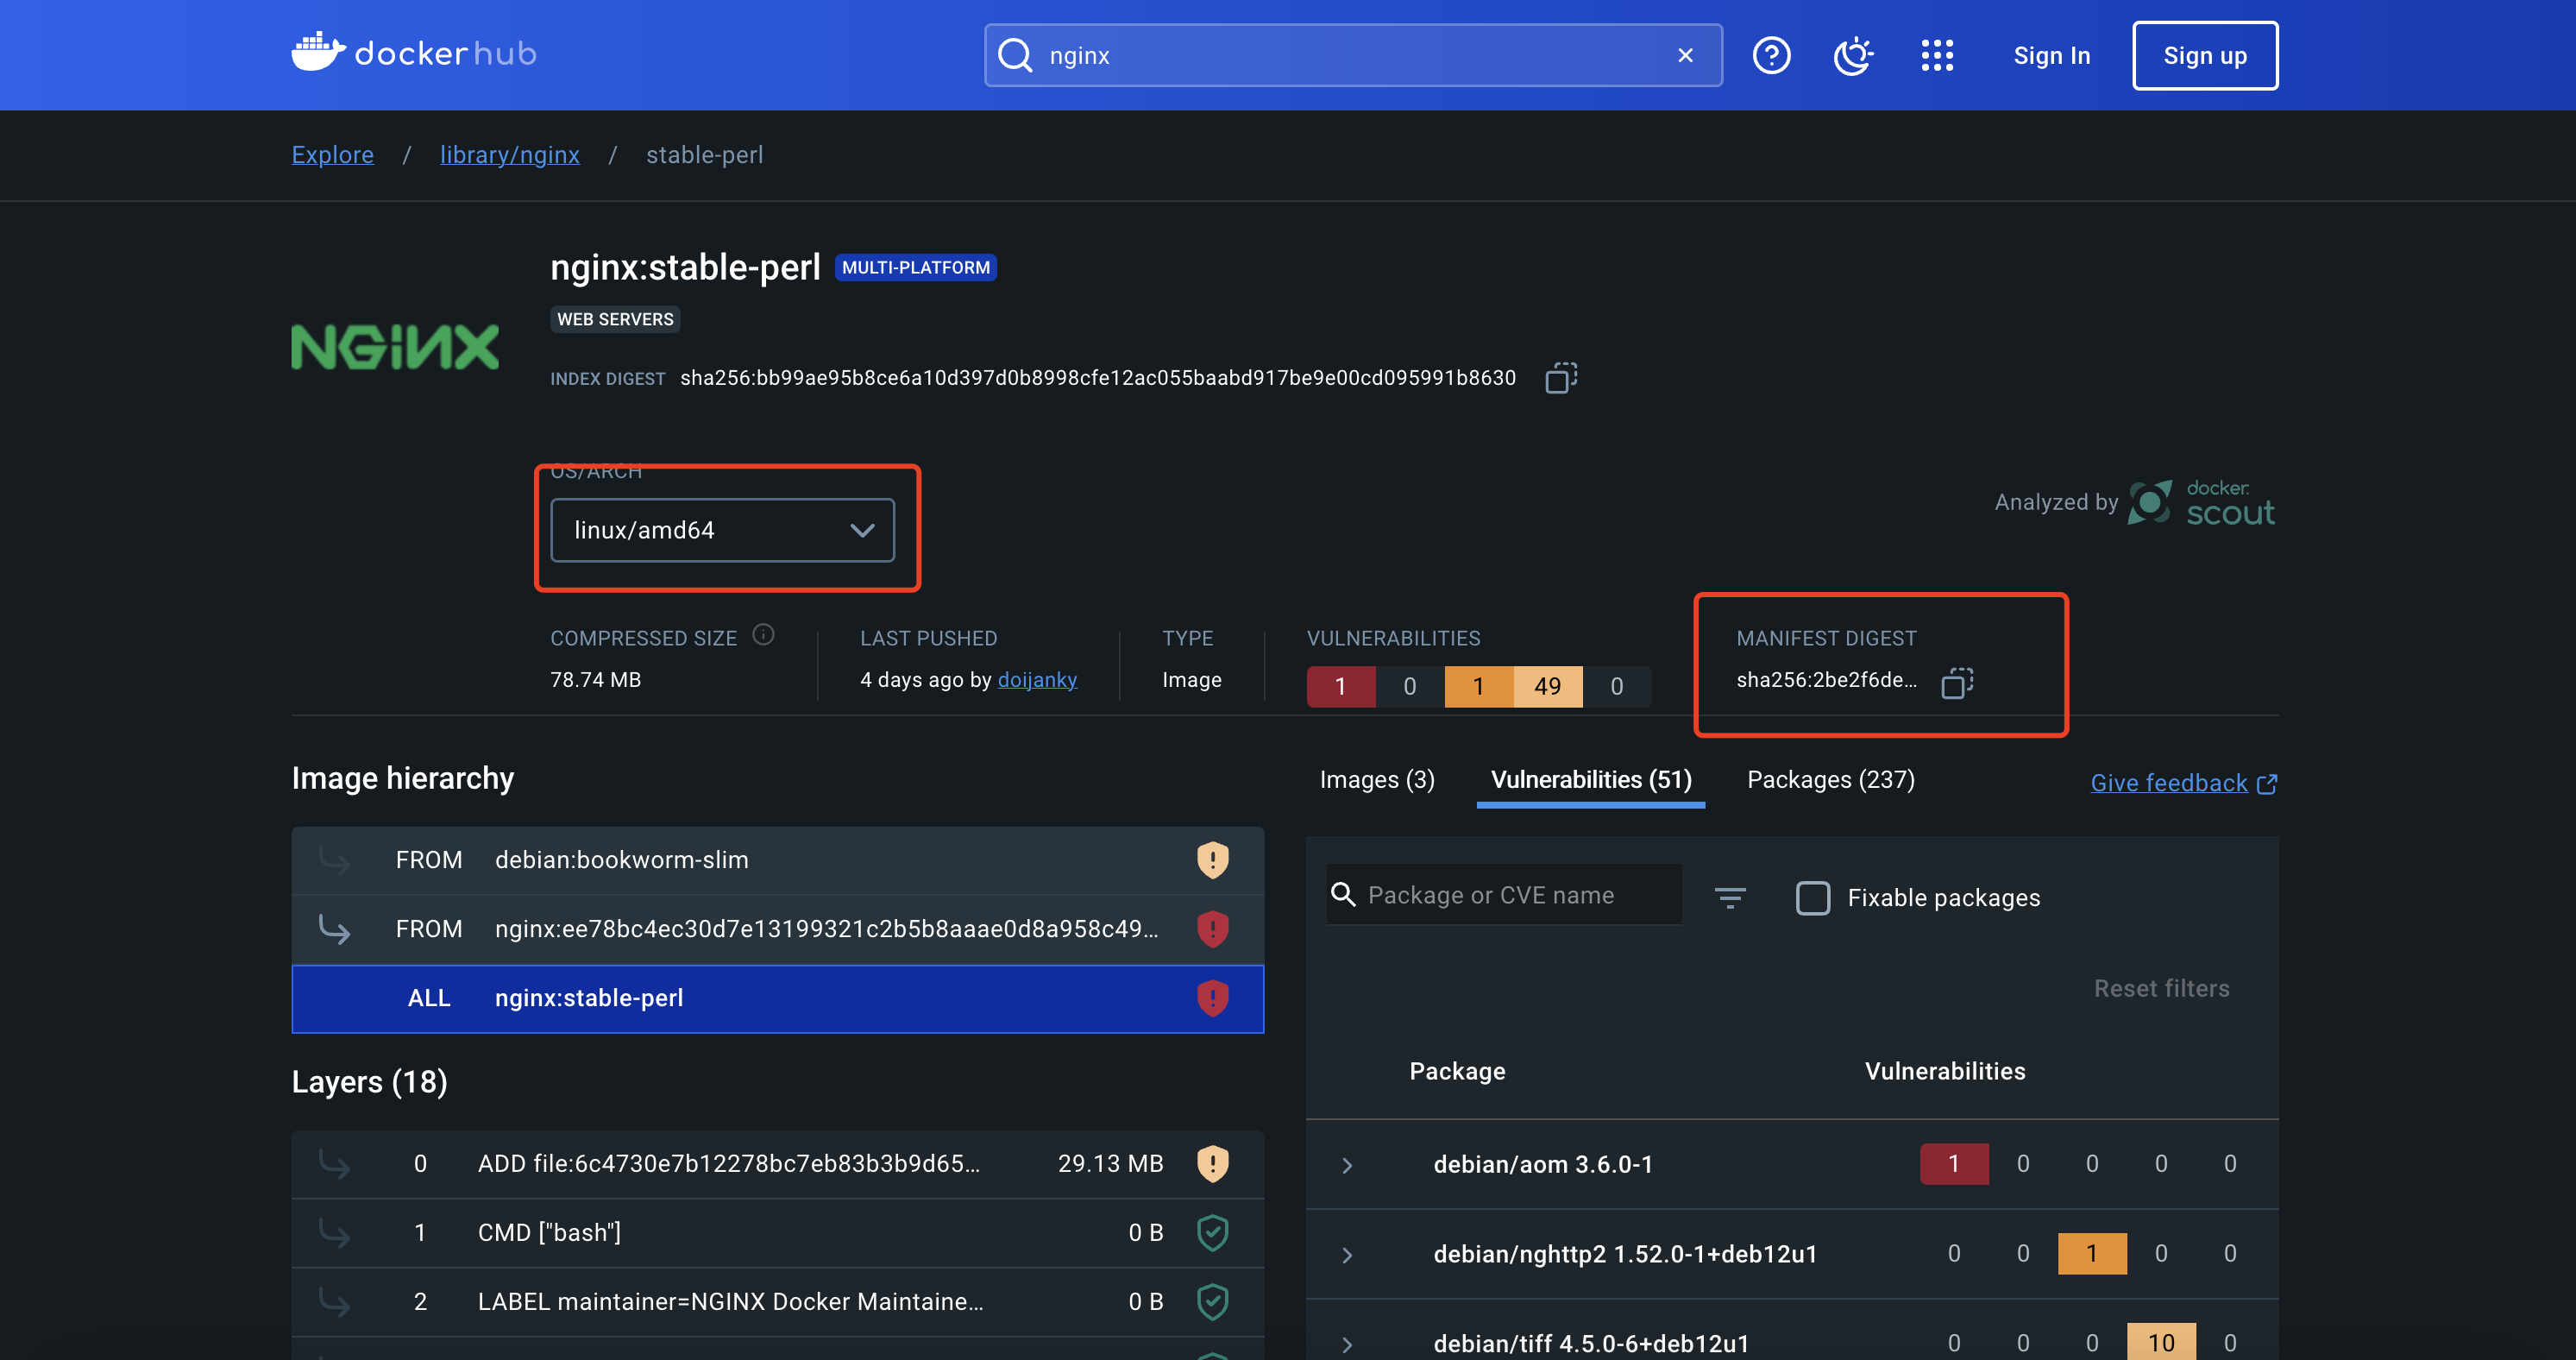 docker hub
nginx
Sign In
Sign up
Explore / library/nginx / stable-perl
NGINX
nginx:stable-perl MULTI-PLATFORM
WEB SERVERS
INDEX DIGEST sha256:bb99ae95b8ce6a10d397d0b8998cfe12ac055baabd917be9e00cd095991b8630
OS/ARCH
linux/amd64
Analyzed by docker scout
COMPRESSED SIZE
78.74 MB
LAST PUSHED
4 days ago by doijanky
TYPE
Image
VULNERABILITIES
1 0 1 49 0
MANIFEST DIGEST
sha256:2be2f6de...
Image hierarchy
FROM debian:bookworm-slim
FROM nginx:ee78bc4ec30d7e13199321c2b5b8aaae0d8a958c49...
ALL nginx:stable-perl
Layers (18)
0 ADD file:6c4730e7b12278bc7eb83b3b9d65... 29.13 MB
1 CMD ["bash"] 0 B
2 LABEL maintainer=NGINX Docker Maintaine... 0 B
Images (3) Vulnerabilities (51) Packages (237) Give feedback
Package or CVE name
Fixable packages
Reset filters
Package Vulnerabilities
debian/aom 3.6.0-1 1 0 0 0 0
debian/nghttp2 1.52.0-1+deb12u1 0 0 1 0 0
debian/tiff 4.5.0-6+deb12u1 0 0 0 10 0